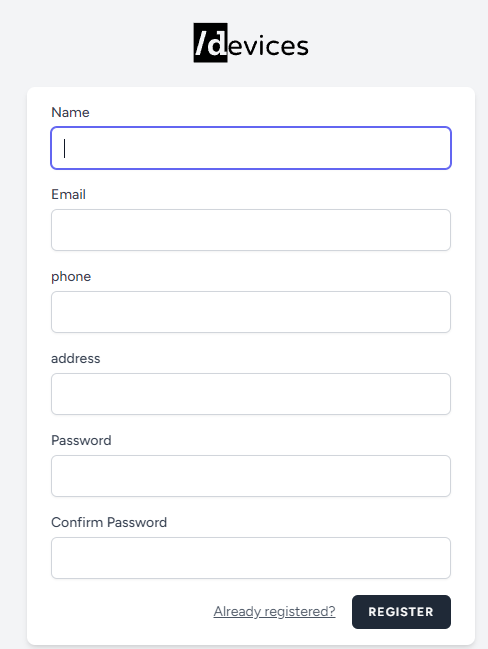 /devices
Name
Email
phone
address
Password
Confirm Password
Already registered? REGISTER